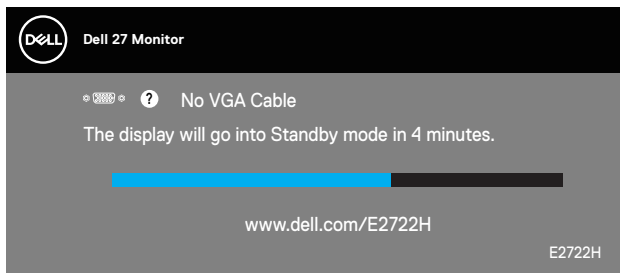 DELL
Dell 27 Monitor
? No VGA Cable
The display will go into Standby mode in 4 minutes.
www.dell.com/E2722H
E2722H